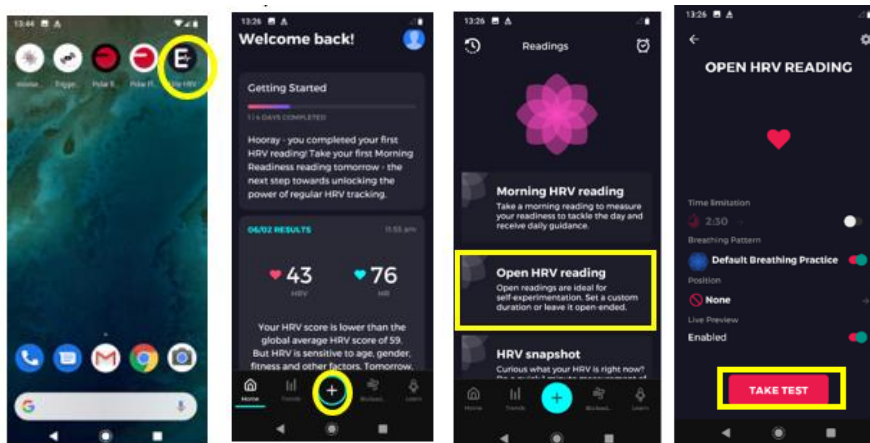 13:44
Polar F
Elite HRV
13:26
Welcome back!
Getting Started
1 / 4 DAYS COMPLETED
Hooray - you completed your first
HRV reading! Take your first Morning
Readiness reading tomorrow - the
next step towards unlocking the
power of regular HRV tracking.
06/02 RESULTS
11:55 am
43
76
HRV
HR
Your HRV score is lower than the
global average HRV score of 59.
But HRV is sensitive to age, gender,
fitness and other factors. Tomorrow,
Home
Trends
Learn
13:26
Readings
Morning HRV reading
Take a morning reading to measure
your readiness to tackle the day and
receive daily guidance.
Open HRV reading
Open readings are ideal for
self-experimentation. Set a custom
duration or leave it open-ended.
HRV snapshot
Curious what your HRV is right now?
Home
Trends
Learn
13:26
OPEN HRV READING
Time limitation
2:30
Breathing Pattern
Default Breathing Practice
Position
None
Live Preview
Enabled
TAKE TEST